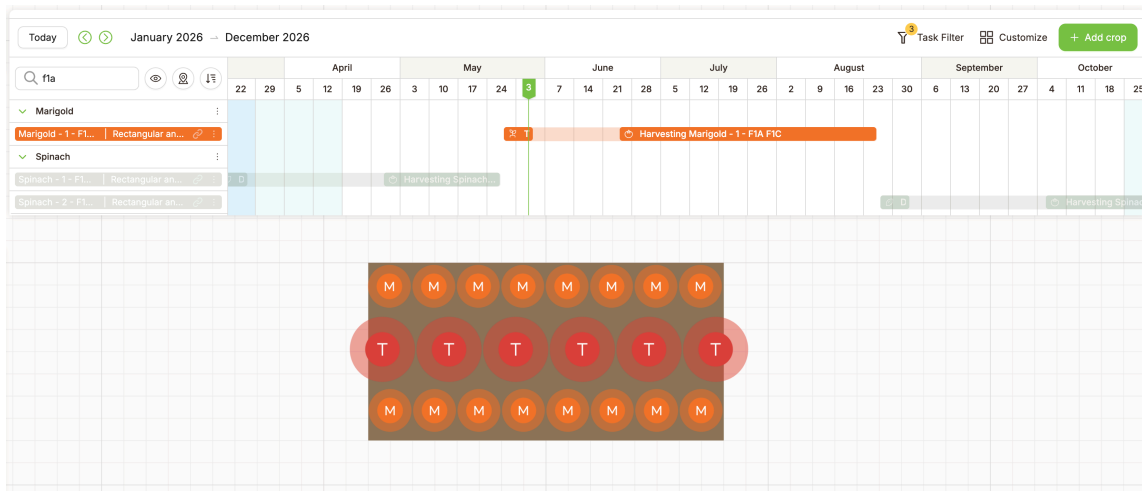 Today January 2026 → December 2026 3 Task Filter Customize + Add crop
f1a
April May June July August September October
22 29 5 12 19 26 3 10 17 24 3 7 14 21 28 5 12 19 26 2 9 16 23 30 6 13 20 27 4 11 18 25
Marigold
Marigold - 1 - F1... | Rectangular an... T Harvesting Marigold - 1 - F1A F1C
Spinach
Spinach - 1 - F1... | Rectangular an... D Harvesting Spinach...
Spinach - 2 - F1... | Rectangular an... D Harvesting Spinac
M M M M M M M M
T T T T T T
M M M M M M M M